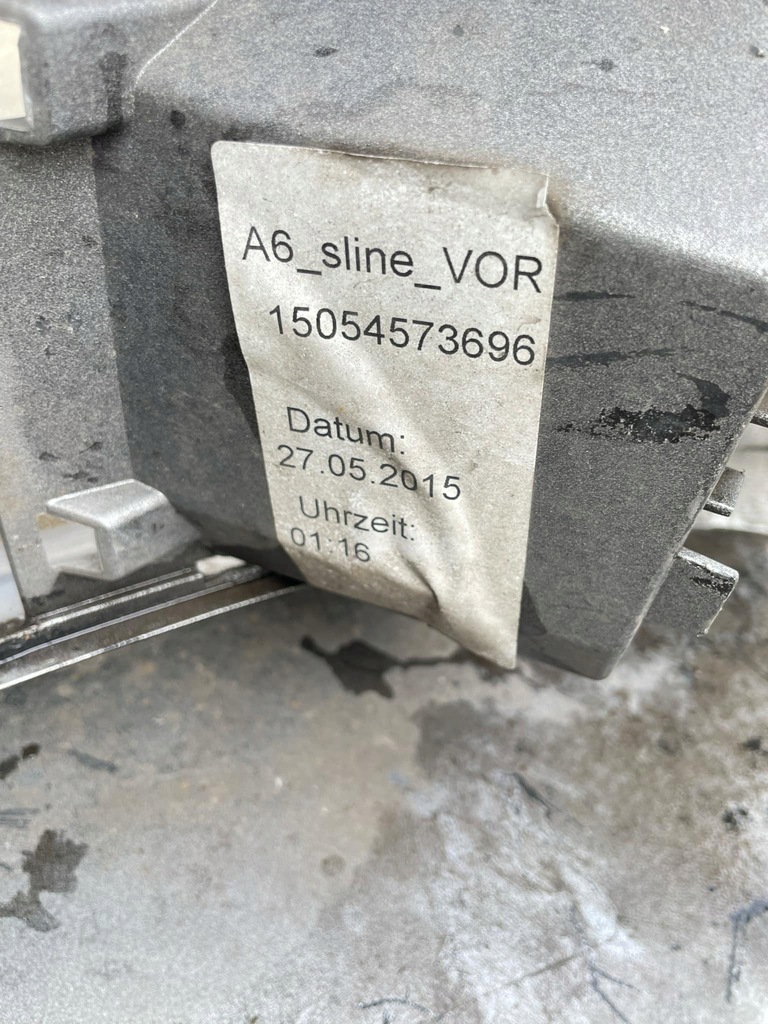 A6_sline_VOR
15054573696
Datum:
27.05.2015
Uhrzeit:
01:16